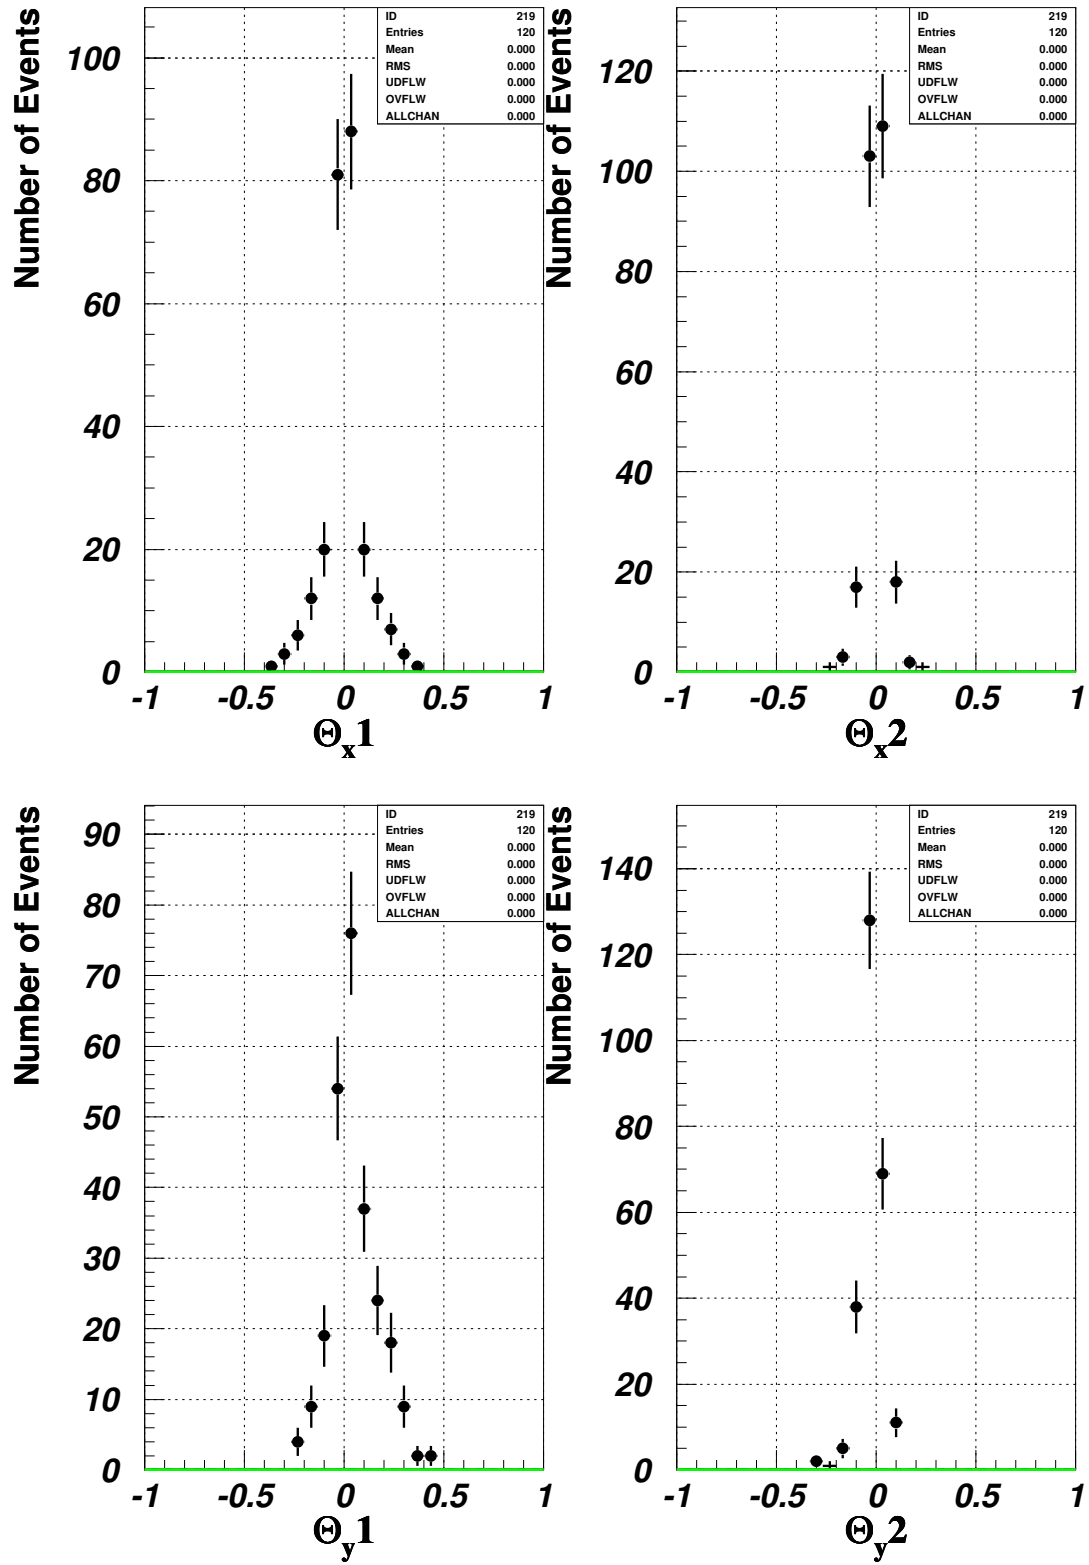 Number of Events
100
80
60
40
20
0
-1 -0.5 0 0.5 1
Θx1
ID 219
Entries 120
Mean 0.000
RMS 0.000
UDFLW 0.000
OVFLW 0.000
ALLCHAN 0.000
Number of Events
120
100
80
60
40
20
0
-1 -0.5 0 0.5 1
Θx2
ID 219
Entries 120
Mean 0.000
RMS 0.000
UDFLW 0.000
OVFLW 0.000
ALLCHAN 0.000
Number of Events
90
80
70
60
50
40
30
20
10
0
-1 -0.5 0 0.5 1
Θy1
ID 219
Entries 120
Mean 0.000
RMS 0.000
UDFLW 0.000
OVFLW 0.000
ALLCHAN 0.000
Number of Events
140
120
100
80
60
40
20
0
-1 -0.5 0 0.5 1
Θy2
ID 219
Entries 120
Mean 0.000
RMS 0.000
UDFLW 0.000
OVFLW 0.000
ALLCHAN 0.000